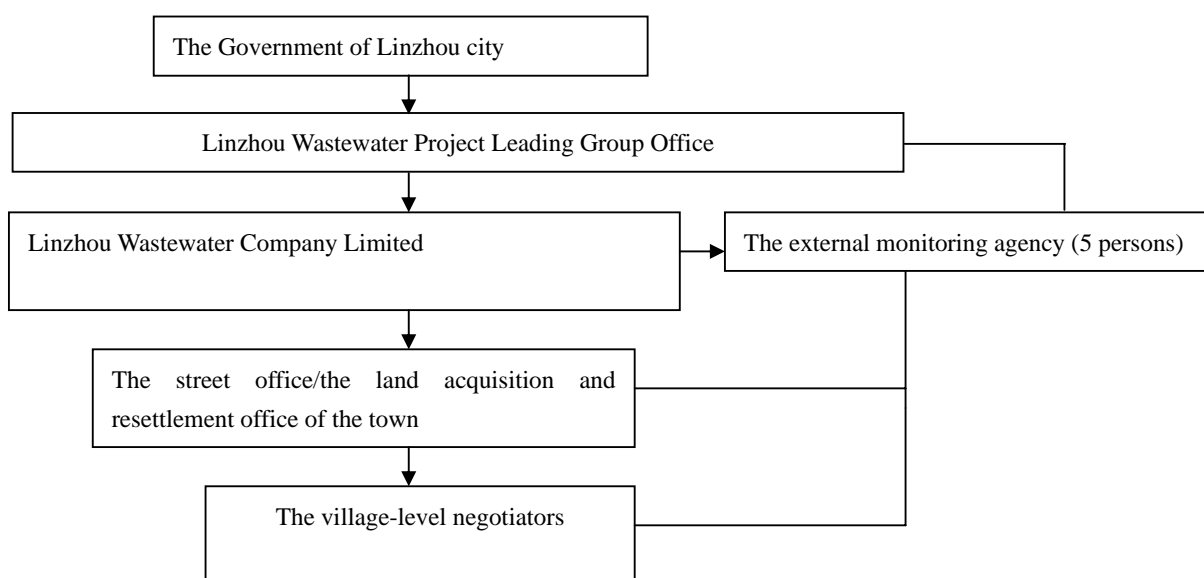 The Government of Linzhou city
Linzhou Wastewater Project Leading Group Office
Linzhou Wastewater Company Limited
The external monitoring agency (5 persons)
The street office/the land acquisition and
resettlement office of the town
The village-level negotiators